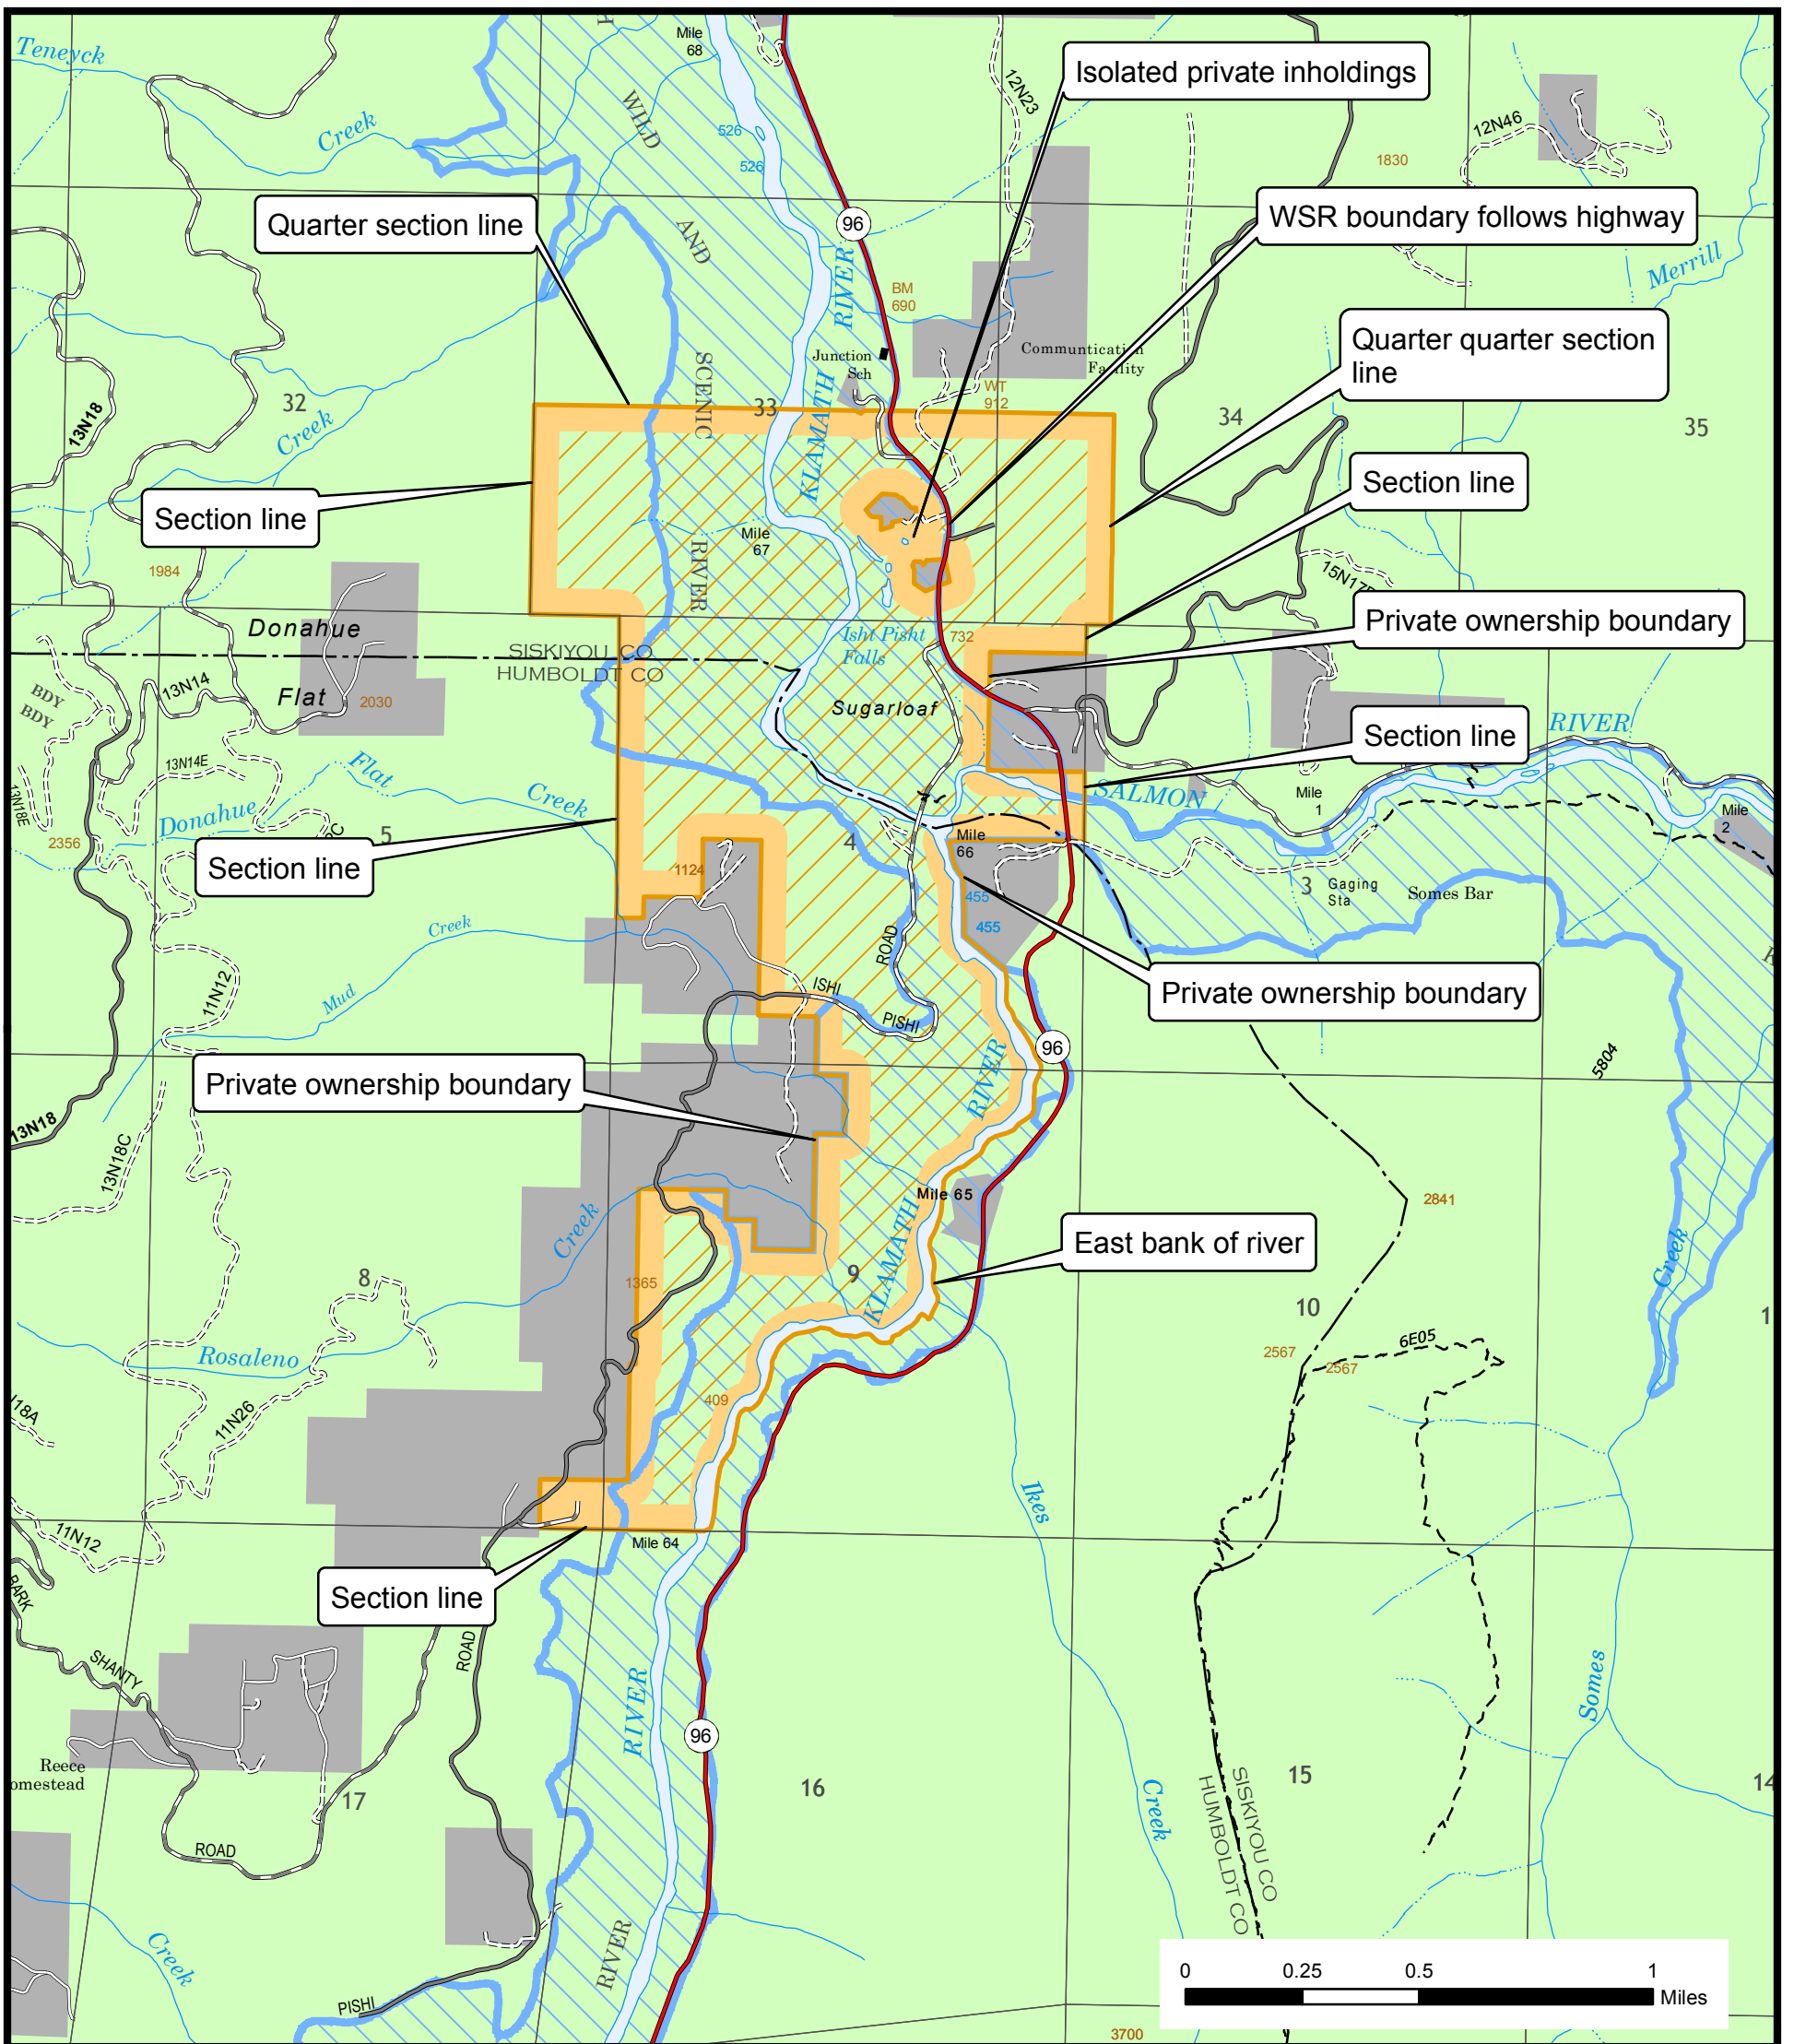 Teneyck
Creek
Mile
68
526
526
WILD
AND
SCENIC
RIVER
12N23
Isolated private inholdings
12N46
1830
Quarter section line
96
RIVER
KLAMATH
WSR boundary follows highway
Merrill
BM
690
Junction
Sch
Communtication
Facility
WT
912
Quarter quarter section
line
32
33
34
35
13N18
Creek
Section line
Section line
Mile
67
1984
15N17
Donahue
Flat
SISKIYOU CO
HUMBOLDT CO
Isht Pisht
Falls
732
Private ownership boundary
BDY
BDY
13N14
2030
Sugarloaf
Section line
RIVER
13N14E
13N18E
Flat
Creek
Donahue
SALMON
Mile
1
Mile
2
2356
5
4
Mile
66
Section line
1124
455
455
3
Gaging
Sta
Somes Bar
Creek
Mud
11N12
ROAD
ISHI
PISHI
Private ownership boundary
96
5804
Private ownership boundary
13N18
13N18C
RIVER
KLAMATH
Mile 65
2841
Creek
East bank of river
8
1365
9
10
Creek
Rosaleno
2567
2567
6E05
409
11N26
11N12
BARK
Ikes
Mile 64
Section line
SHANTY
ROAD
Somes
RIVER
96
Reece
omestead
17
16
15
14
SISKIYOU CO
HUMBOLDT CO
Creek
ROAD
Creek
RIVER
PISHI
0 0.25 0.5 1
Miles
3700